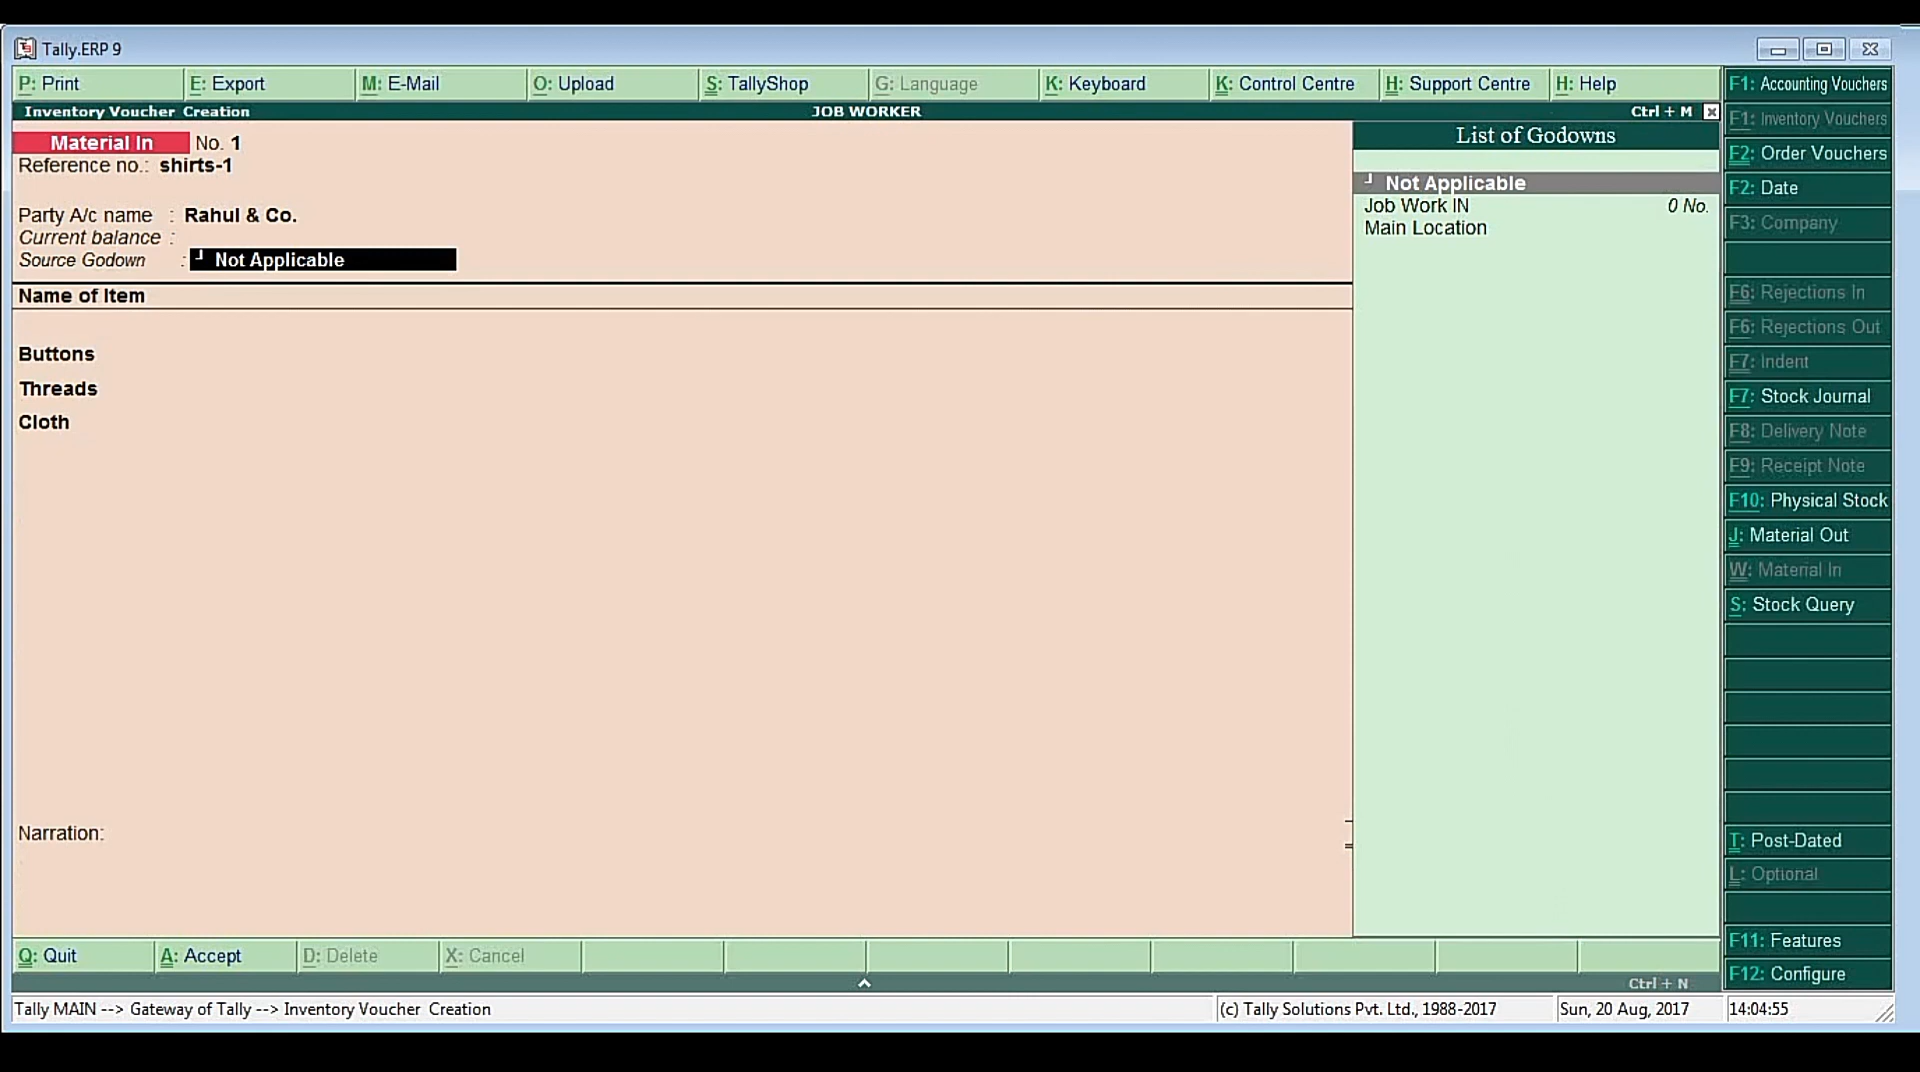 Tally.ERP 9
P: Print E: Export M: E-Mail O: Upload S: TallyShop G: Language K: Keyboard K: Control Centre H: Support Centre H: Help
Inventory Voucher Creation JOB WORKER Ctrl + M
Material In No. 1
Reference no.: shirts-1
Party A/c name : Rahul & Co.
Current balance :
Source Godown : ┘ Not Applicable
Name of Item
Buttons
Threads
Cloth
Narration:
List of Godowns
┘ Not Applicable
Job Work IN 0 No.
Main Location
F1: Accounting Vouchers
F1: Inventory Vouchers
F2: Order Vouchers
F2: Date
F3: Company
F6: Rejections In
F6: Rejections Out
F7: Indent
F7: Stock Journal
F8: Delivery Note
F9: Receipt Note
F10: Physical Stock
J: Material Out
W: Material In
S: Stock Query
T: Post-Dated
L: Optional
F11: Features
F12: Configure
Q: Quit A: Accept D: Delete X: Cancel
Ctrl + N
Tally MAIN --> Gateway of Tally --> Inventory Voucher Creation (c) Tally Solutions Pvt. Ltd., 1988-2017 Sun, 20 Aug, 2017 14:04:55